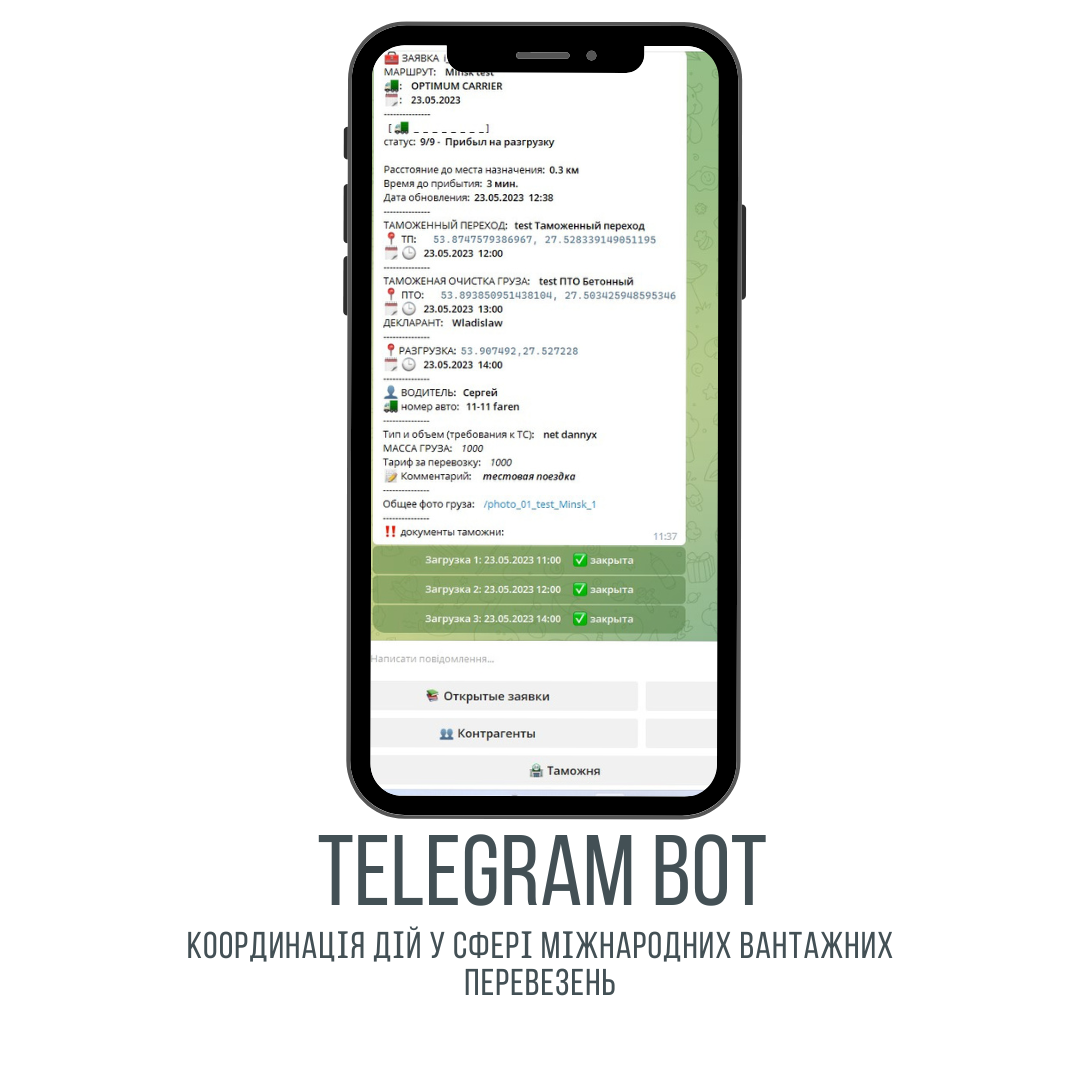 ЗАЯВКА
МАРШРУТ: Minsk test
: OPTIMUM CARRIER
: 23.05.2023
---------------
[ _ _ _ _ _ _ _ _ _]
статус: 9/9 - Прибыл на разгрузку
Расстояние до места назначения: 0.3 км
Время до прибытия: 3 мин.
Дата обновления: 23.05.2023 12:38
---------------
ТАМОЖЕННЫЙ ПЕРЕХОД: test Таможенный переход
ТП: 53.8747579386967, 27.528339149051195
23.05.2023 12:00
---------------
ТАМОЖЕНАЯ ОЧИСТКА ГРУЗА: test ПТО Бетонный
ПТО: 53.893850951438104, 27.503425948595346
23.05.2023 13:00
ДЕКЛАРАНТ: Wladislaw
---------------
РАЗГРУЗКА: 53.907492,27.527228
23.05.2023 14:00
---------------
ВОДИТЕЛЬ: Сергей
номер авто: 11-11 faren
---------------
Тип и объем (требования к ТС): net dannyx
МАССА ГРУЗА: 1000
Тариф за перевозку: 1000
Комментарий: тестовая поездка
---------------
Общее фото груза: /photo_01_test_Minsk_1
---------------
‼ документы таможни:
11:37
Загрузка 1: 23.05.2023 11:00 ✅ закрыта
Загрузка 2: 23.05.2023 12:00 ✅ закрыта
Загрузка 3: 23.05.2023 14:00 ✅ закрыта
Написати повідомлення...
Открытые заявки
Контрагенты
Таможня
TELEGRAM BOT
КООРДИНАЦІЯ ДІЙ У СФЕРІ МІЖНАРОДНИХ ВАНТАЖНИХ
ПЕРЕВЕЗЕНЬ